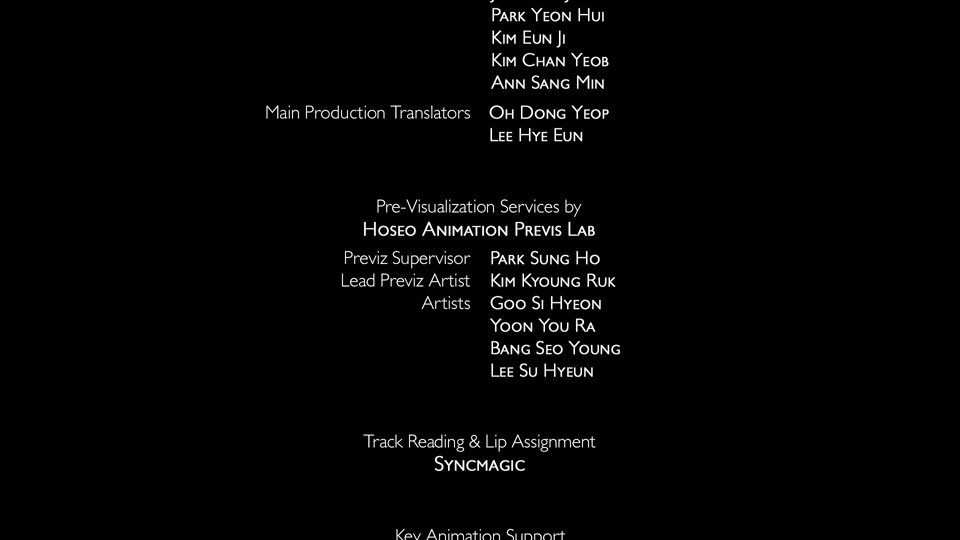 Park Yeon Hui
Kim Eun Ji
Kim Chan Yeob
Ann Sang Min
Main Production Translators Oh Dong Yeop
Lee Hye Eun
Pre-Visualization Services by
Hoseo Animation Previs Lab
Previz Supervisor Park Sung Ho
Lead Previz Artist Kim Kyoung Ruk
Artists Goo Si Hyeon
Yoon You Ra
Bang Seo Young
Lee Su Hyeun
Track Reading & Lip Assignment
Syncmagic
Key Animation Support